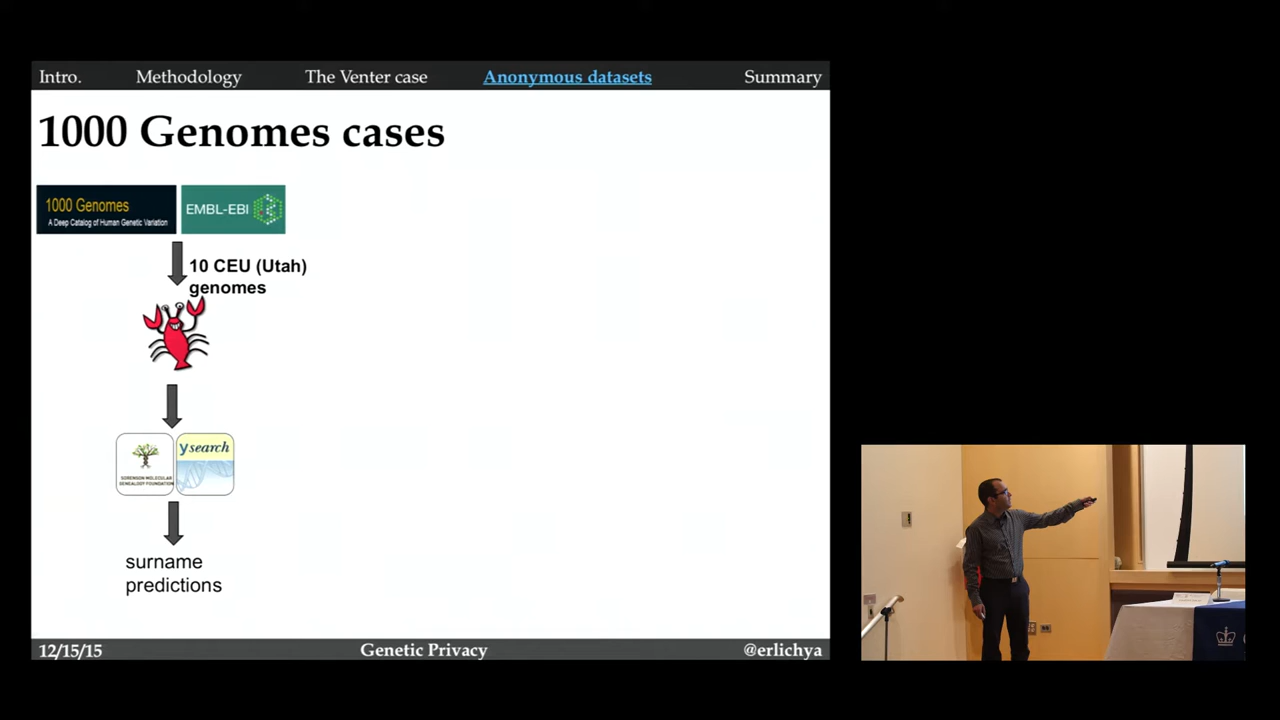 Intro. Methodology The Venter case Anonymous datasets Summary
1000 Genomes cases
1000 Genomes
A Deep Catalog of Human Genetic Variation
EMBL-EBI
10 CEU (Utah)
genomes
SORENSON MOLECULAR
GENEALOGY FOUNDATION
ysearch
surname
predictions
12/15/15 Genetic Privacy @erlichya